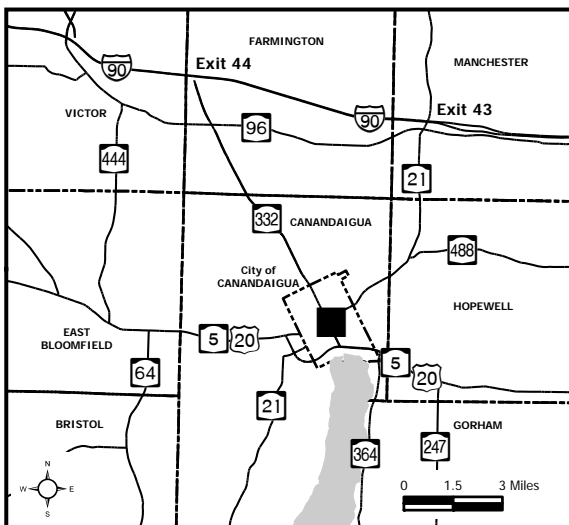 FARMINGTON
Exit 44
MANCHESTER
90
Exit 43
VICTOR
96
90
444
21
332
CANANDAIGUA
488
City of
CANANDAIGUA
HOPEWELL
EAST
BLOOMFIELD
5 20
5 20
64
21
BRISTOL
GORHAM
364
247
N
W E
S
0 1.5 3 Miles